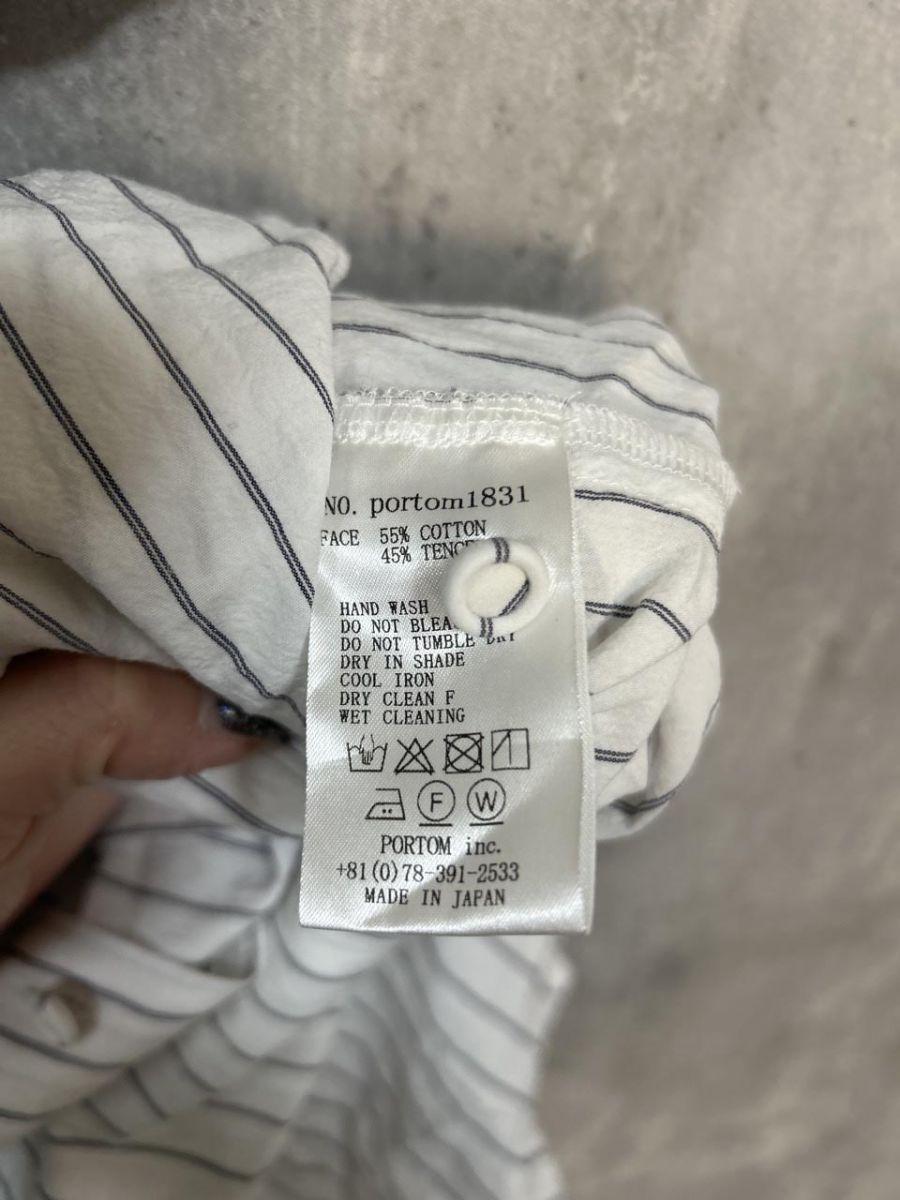 NO. portom1831
FACE 55% COTTON
45%
HAND WASH
DO NOT
DO NOT TUMBLE DRY
DRY IN SHADE
COOL IRON
DRY CLEAN F
WET CLEANING
F W
PORTOM inc.
+81(0)78-391-2533
MADE IN JAPAN